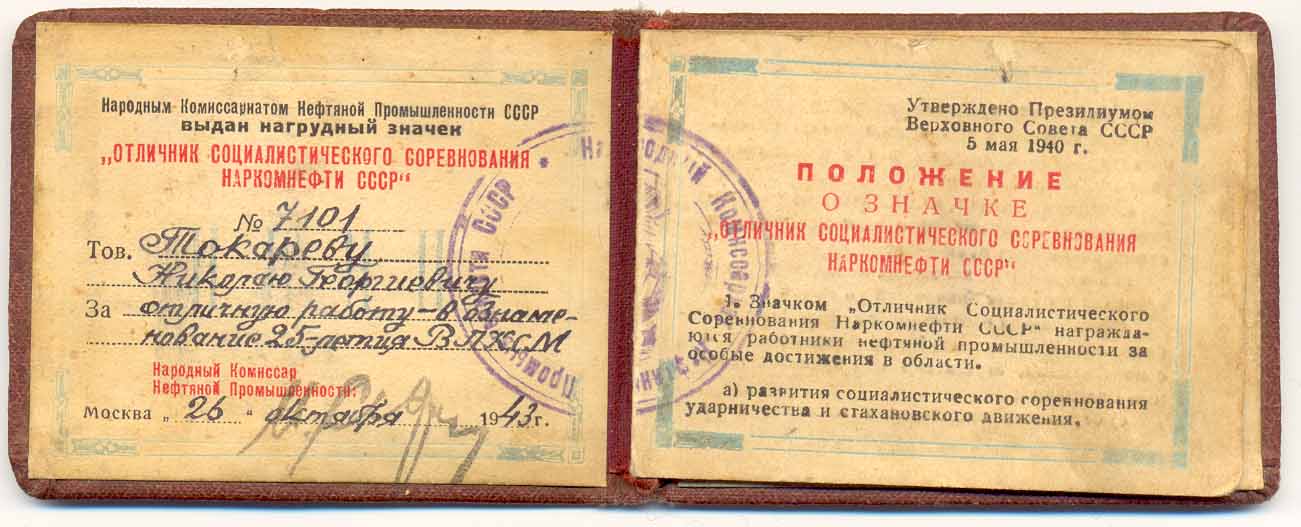 Народным Комиссариатом Нефтяной Промышленности СССР
выдан нагрудный значек
„ОТЛИЧНИК СОЦИАЛИСТИЧЕСКОГО СОРЕВНОВАНИЯ
НАРКОМНЕФТИ СССР“
№ 7101
Тов. Токареву
Николаю Георгиевичу
За отличную работу-в ознаме-
нование 25-летия ВЛКСМ
Народный Комиссар
Нефтяной Промышленности:
Москва „26“ октября 1943г.
Утверждено Президиумом
Верховного Совета СССР
5 мая 1940 г.
ПОЛОЖЕНИЕ
О ЗНАЧКЕ
„ОТЛИЧНИК СОЦИАЛИСТИЧЕСКОГО СОРЕВНОВАНИЯ
НАРКОМНЕФТИ СССР“
1. Значком „Отличник Социалистического
Соревнования Наркомнефти СССР“ награжда-
ются работники нефтяной промышленности за
особые достижения в области.
а) развития социалистического соревнования
ударничества и стахановского движения.